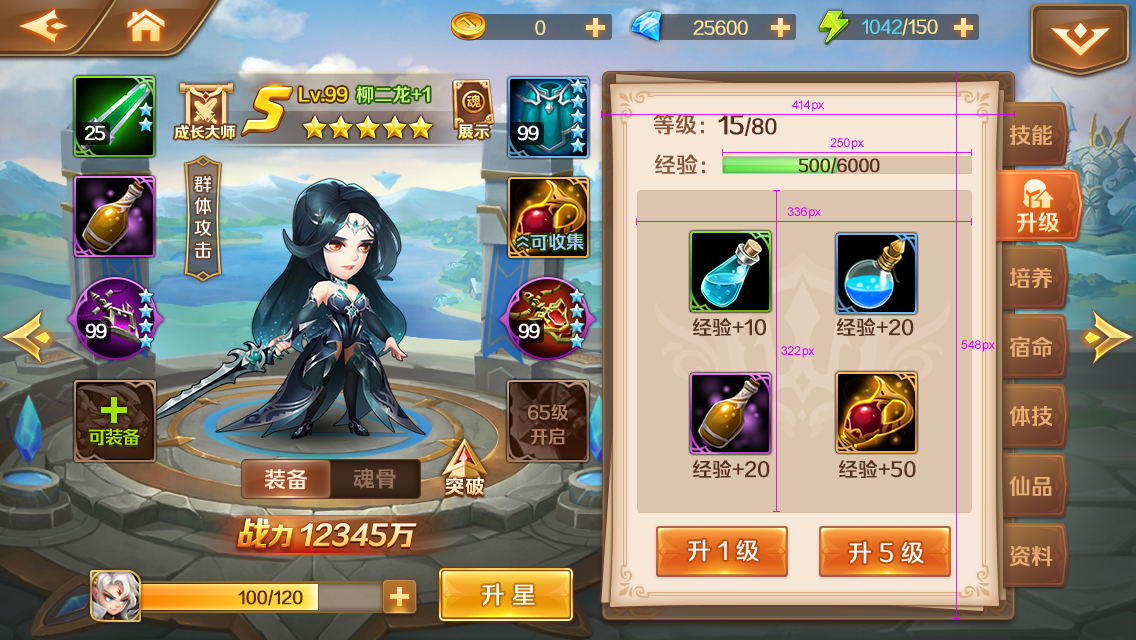 0
25600
1042/150
25
成长大师
S
Lv.99 柳二龙+1
魂
展示
99
群体攻击
可收集
99
99
可装备
65级
开启
装备
魂骨
突破
战力 12345万
100/120
升 星
414px
等级：15/80
250px
经验：500/6000
336px
经验+10
经验+20
322px
548px
经验+20
经验+50
升 1 级
升 5 级
技能
升级
培养
宿命
体技
仙品
资料